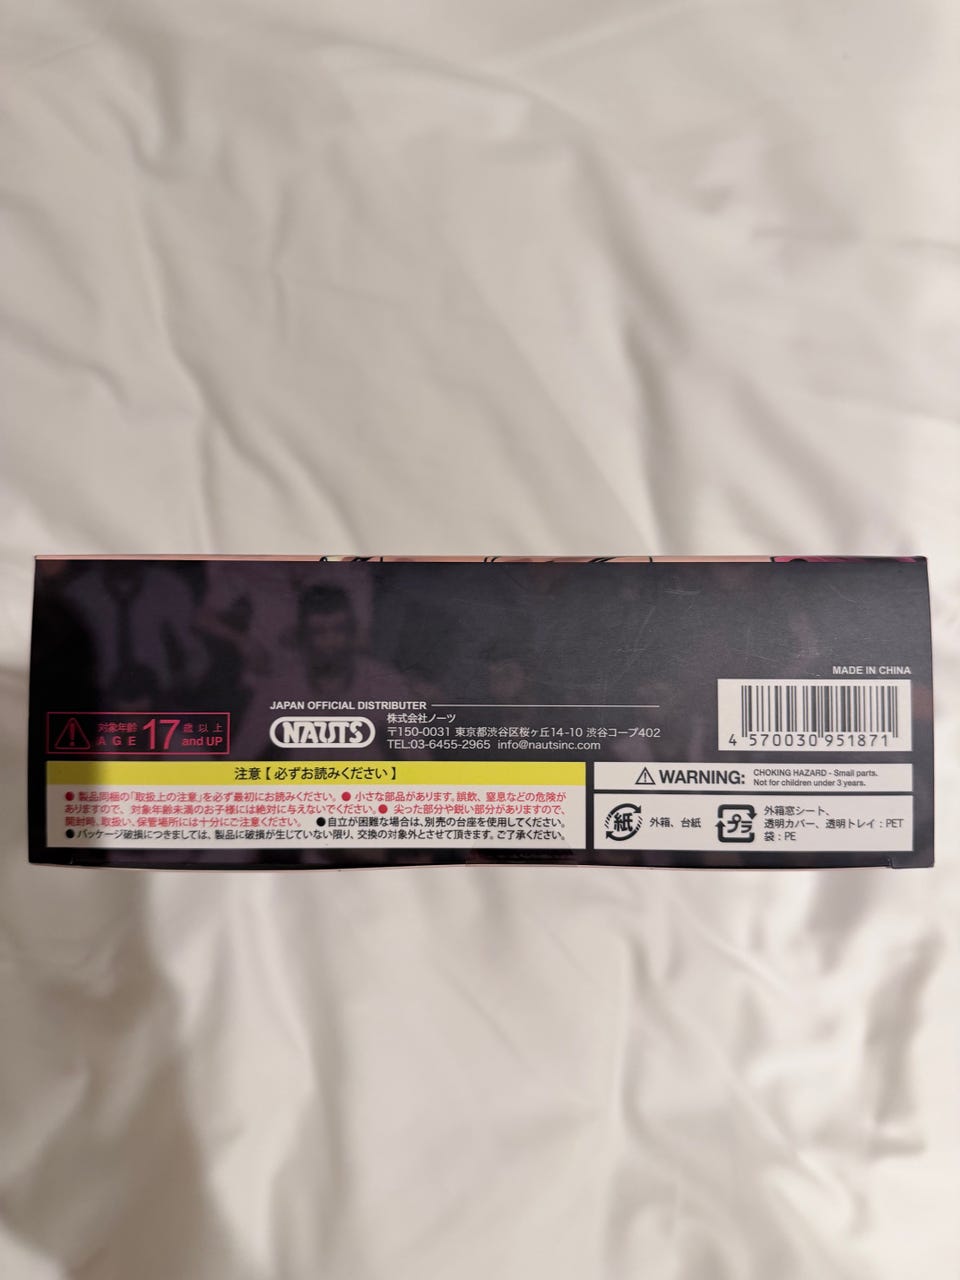 MADE IN CHINA
4 570030 951871
JAPAN OFFICIAL DISTRIBUTER
NAUTS
株式会社ノーツ
〒150-0031 東京都渋谷区桜ヶ丘14-10 渋谷コープ402
TEL:03-6455-2965 info@nautsinc.com
対象年齢 17 歳以上
AGE and UP
注意【必ずお読みください】
●製品同梱の「取扱上の注意」を必ず最初にお読みください。●小さな部品があります。誤飲、窒息などの危険が
ありますので、対象年齢未満のお子様には絶対に与えないでください。●尖った部分や鋭い部分がありますので、
開封時、取扱い、保管場所には十分にご注意ください。●自立が困難な場合は、別売の台座を使用してください。
●パッケージ破損につきましては、製品に破損が生じていない限り、交換の対象外とさせて頂きます。ご了承ください。
WARNING: CHOKING HAZARD - Small parts.
Not for children under 3 years.
紙 外箱、台紙
プラ 外箱窓シート、
透明カバー、透明トレイ:PET
袋:PE